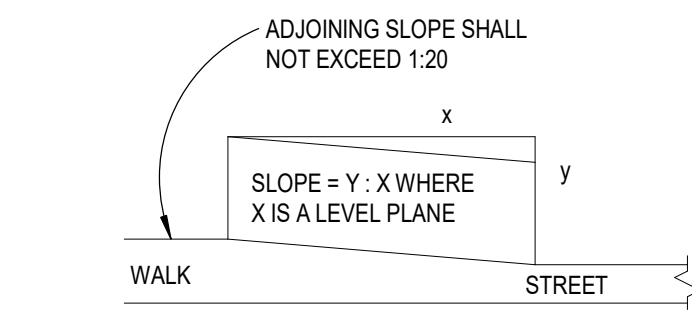 ADJOINING SLOPE SHALL
NOT EXCEED 1:20
x
y
SLOPE = Y : X WHERE
X IS A LEVEL PLANE
WALK
STREET